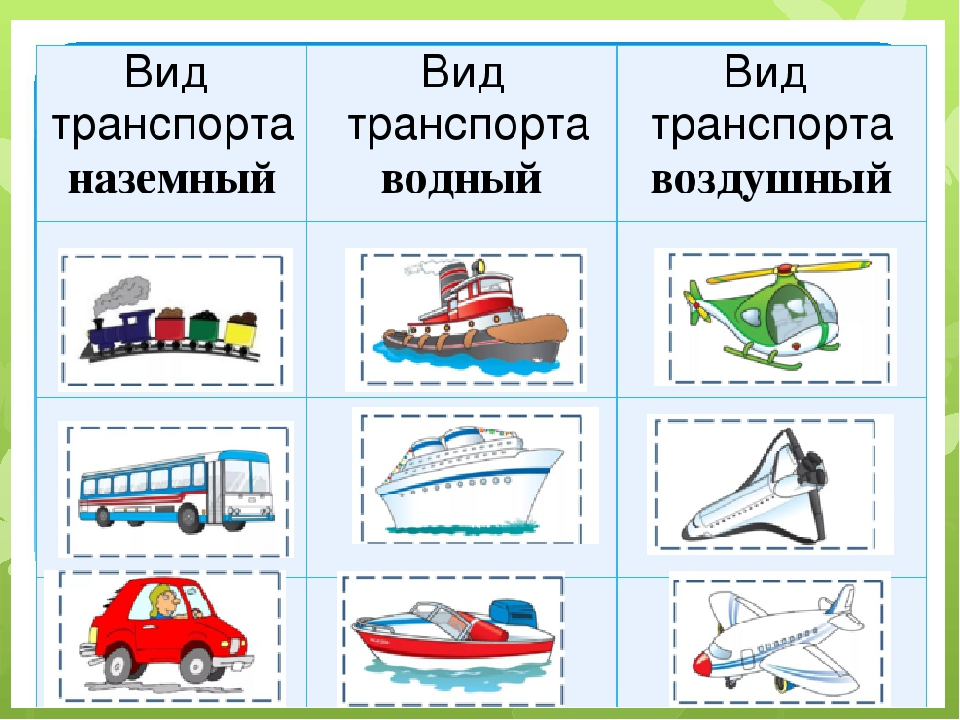 Вид
транспорта
наземный
Вид
транспорта
водный
Вид
транспорта
воздушный